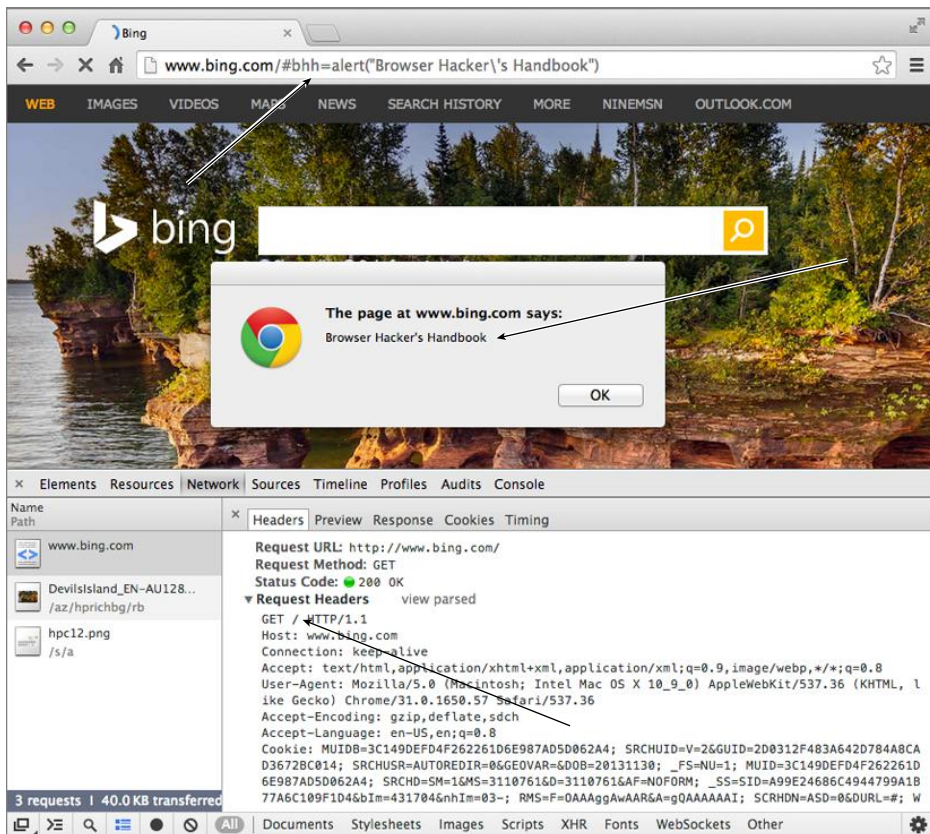 Bing
www.bing.com/#bhh=alert("Browser Hacker\'s Handbook")
WEB IMAGES VIDEOS MAPS NEWS SEARCH HISTORY MORE NINEMSN OUTLOOK.COM
bing
The page at www.bing.com says:
Browser Hacker's Handbook
OK
× Elements Resources Network Sources Timeline Profiles Audits Console
Name
Path
www.bing.com
DevilsIsland_EN-AU128...
/az/hprichbg/rb
hpc12.png
/s/a
3 requests | 40.0 KB transferred
× Headers Preview Response Cookies Timing
Request URL: http://www.bing.com/
Request Method: GET
Status Code: 200 OK
Request Headers view parsed
GET / HTTP/1.1
Host: www.bing.com
Connection: keep-alive
Accept: text/html,application/xhtml+xml,application/xml;q=0.9,image/webp,*/*;q=0.8
User-Agent: Mozilla/5.0 (Macintosh; Intel Mac OS X 10_9_0) AppleWebKit/537.36 (KHTML, l
ike Gecko) Chrome/31.0.1650.57 Safari/537.36
Accept-Encoding: gzip,deflate,sdch
Accept-Language: en-US,en;q=0.8
Cookie: MUIDB=3C149DEFD4F262261D6E987AD5D062A4; SRCHUID=V=2&GUID=2D0312F483A642D784A8CA
D3672BC014; SRCHUSR=AUTOREDIR=0&GEOVAR=&DOB=20131130; _FS=NU=1; MUID=3C149DEFD4F262261D
6E987AD5D062A4; SRCHD=SM=1&MS=3110761&D=3110761&AF=NOFORM; _SS=SID=A99E24686C4944799A1B
77A6C109F1D4&bIm=431704&nhIm=03-; RMS=F=OAAAggAwAAR&A=gQAAAAAAI; SCRHDN=ASD=0&DURL=#; W
All Documents Stylesheets Images Scripts XHR Fonts WebSockets Other